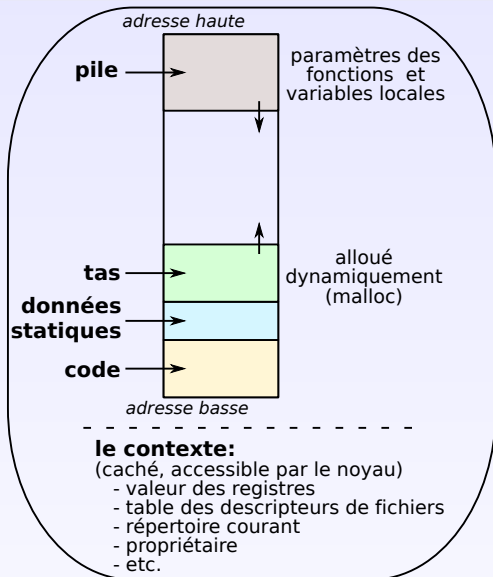 adresse haute
pile
paramètres des
fonctions et
variables locales
tas
alloué
dynamiquement
(malloc)
données
statiques
code
adresse basse
le contexte:
(caché, accessible par le noyau)
- valeur des registres
- table des descripteurs de fichiers
- répertoire courant
- propriétaire
- etc.